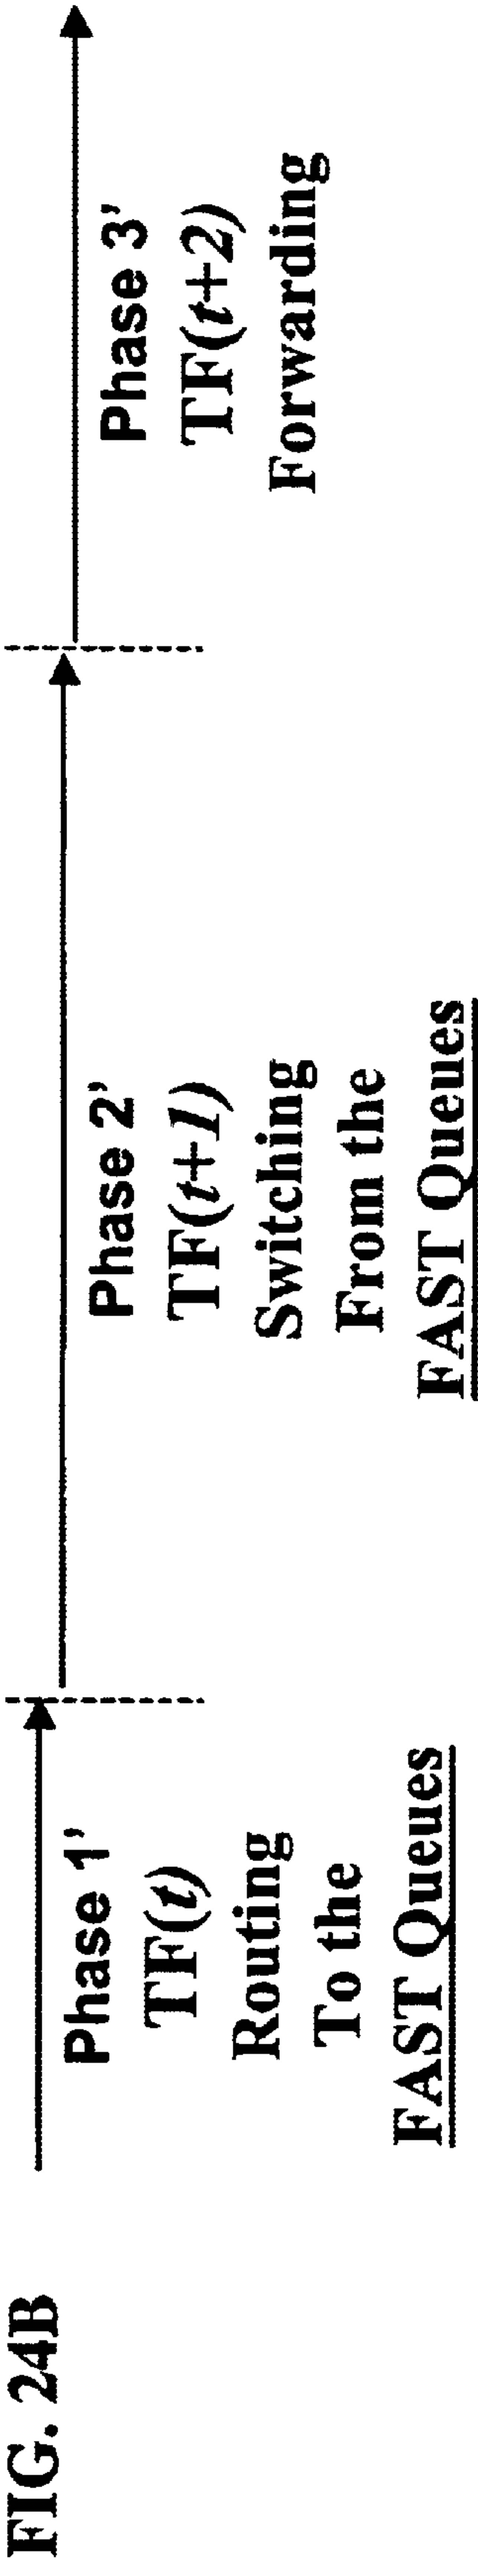 FIG. 24B
Phase 1'
TF(t)
Routing
To the
FAST Queues
Phase 2'
TF(t+1)
Switching
From the
FAST Queues
Phase 3'
TF(t+2)
Forwarding